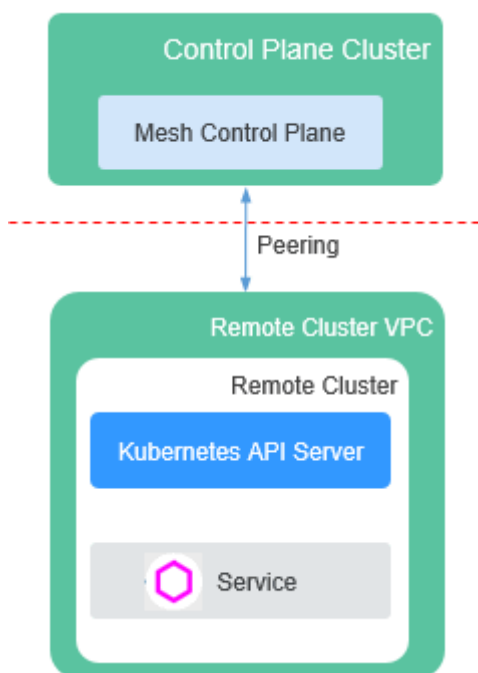 Control Plane Cluster
Mesh Control Plane
Peering
Remote Cluster VPC
Remote Cluster
Kubernetes API Server
Service